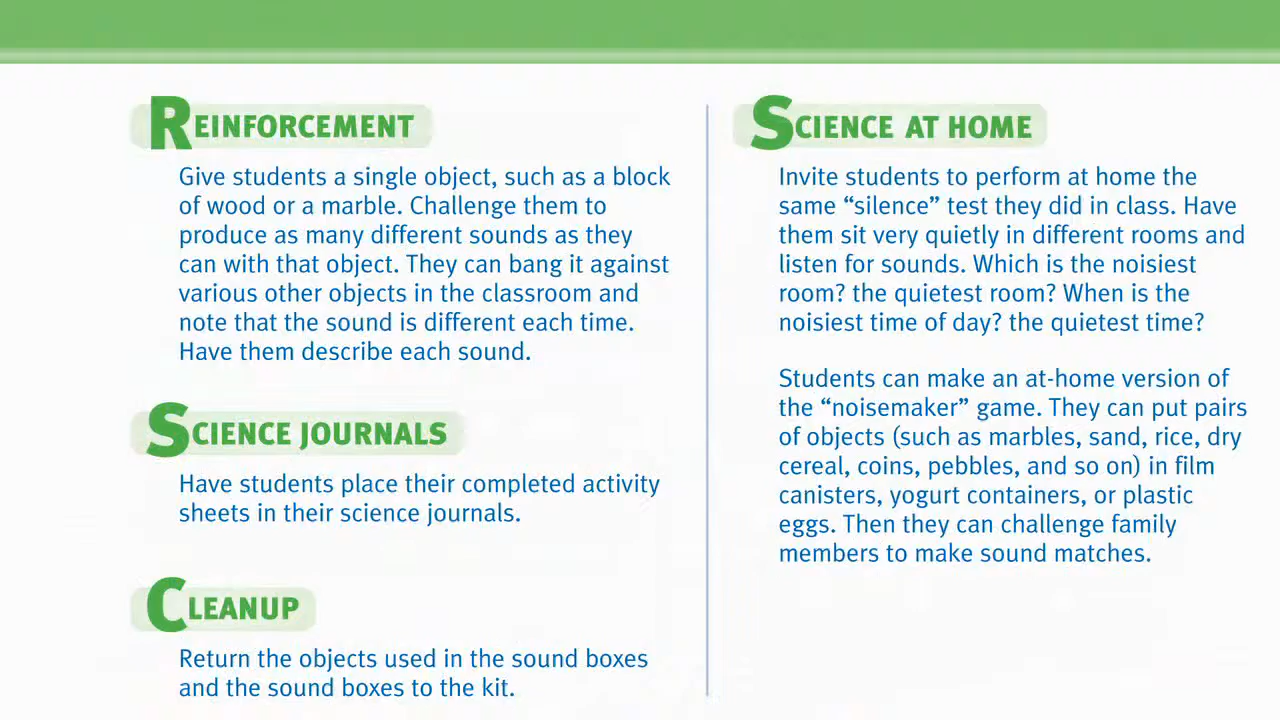 REINFORCEMENT
Give students a single object, such as a block
of wood or a marble. Challenge them to
produce as many different sounds as they
can with that object. They can bang it against
various other objects in the classroom and
note that the sound is different each time.
Have them describe each sound.
SCIENCE JOURNALS
Have students place their completed activity
sheets in their science journals.
CLEANUP
Return the objects used in the sound boxes
and the sound boxes to the kit.
SCIENCE AT HOME
Invite students to perform at home the
same “silence” test they did in class. Have
them sit very quietly in different rooms and
listen for sounds. Which is the noisiest
room? the quietest room? When is the
noisiest time of day? the quietest time?
Students can make an at-home version of
the “noisemaker” game. They can put pairs
of objects (such as marbles, sand, rice, dry
cereal, coins, pebbles, and so on) in film
canisters, yogurt containers, or plastic
eggs. Then they can challenge family
members to make sound matches.